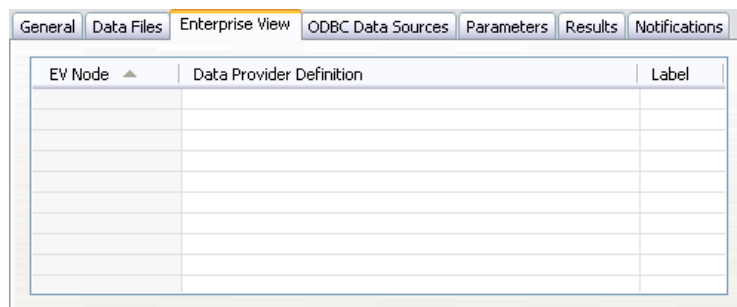 General Data Files Enterprise View ODBC Data Sources Parameters Results Notifications
EV Node Data Provider Definition Label